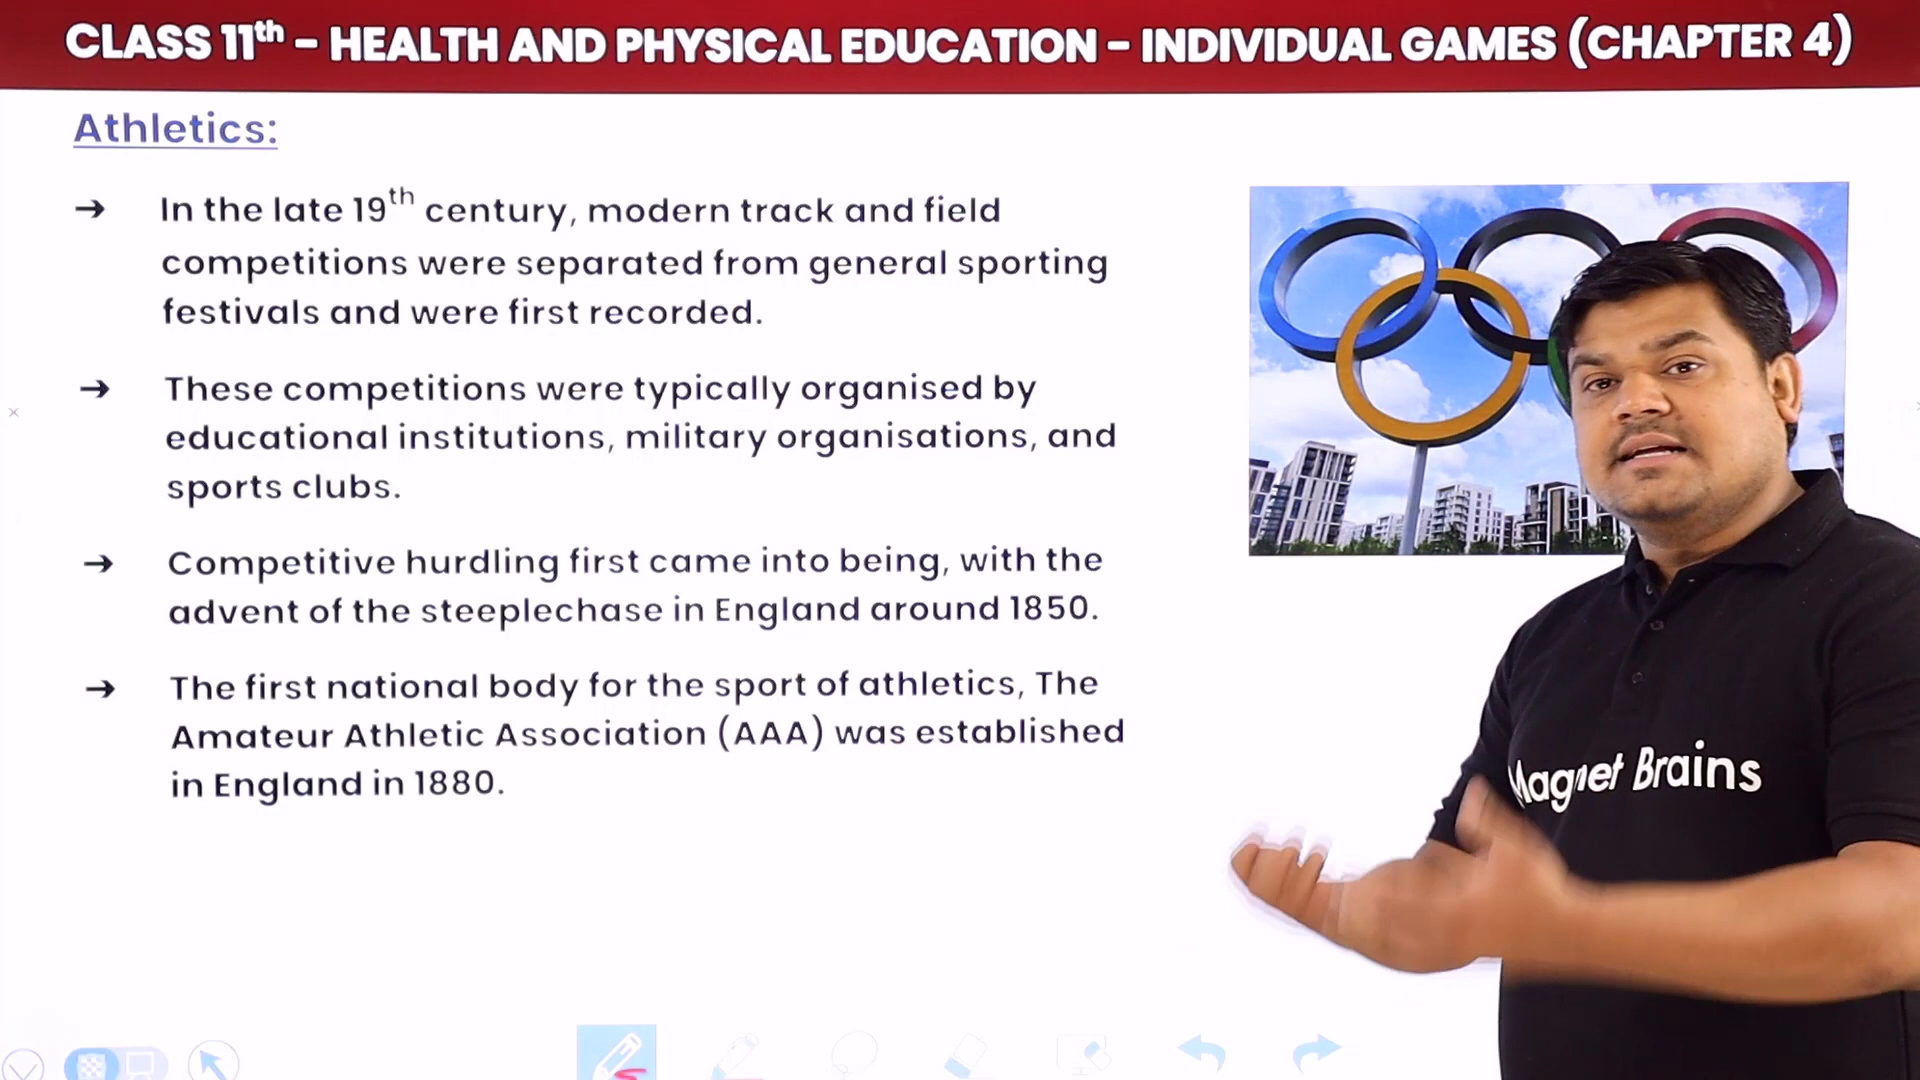 CLASS 11th - HEALTH AND PHYSICAL EDUCATION - INDIVIDUAL GAMES (CHAPTER 4)
Athletics:
→ In the late 19th century, modern track and field
competitions were separated from general sporting
festivals and were first recorded.
→ These competitions were typically organised by
educational institutions, military organisations, and
sports clubs.
→ Competitive hurdling first came into being, with the
advent of the steeplechase in England around 1850.
→ The first national body for the sport of athletics, The
Amateur Athletic Association (AAA) was established
in England in 1880.
Magnet Brains